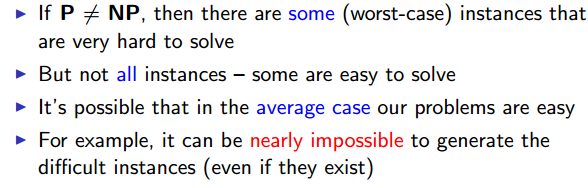 ▶ If P ≠ NP, then there are some (worst-case) instances that
are very hard to solve
▶ But not all instances – some are easy to solve
▶ It's possible that in the average case our problems are easy
▶ For example, it can be nearly impossible to generate the
difficult instances (even if they exist)